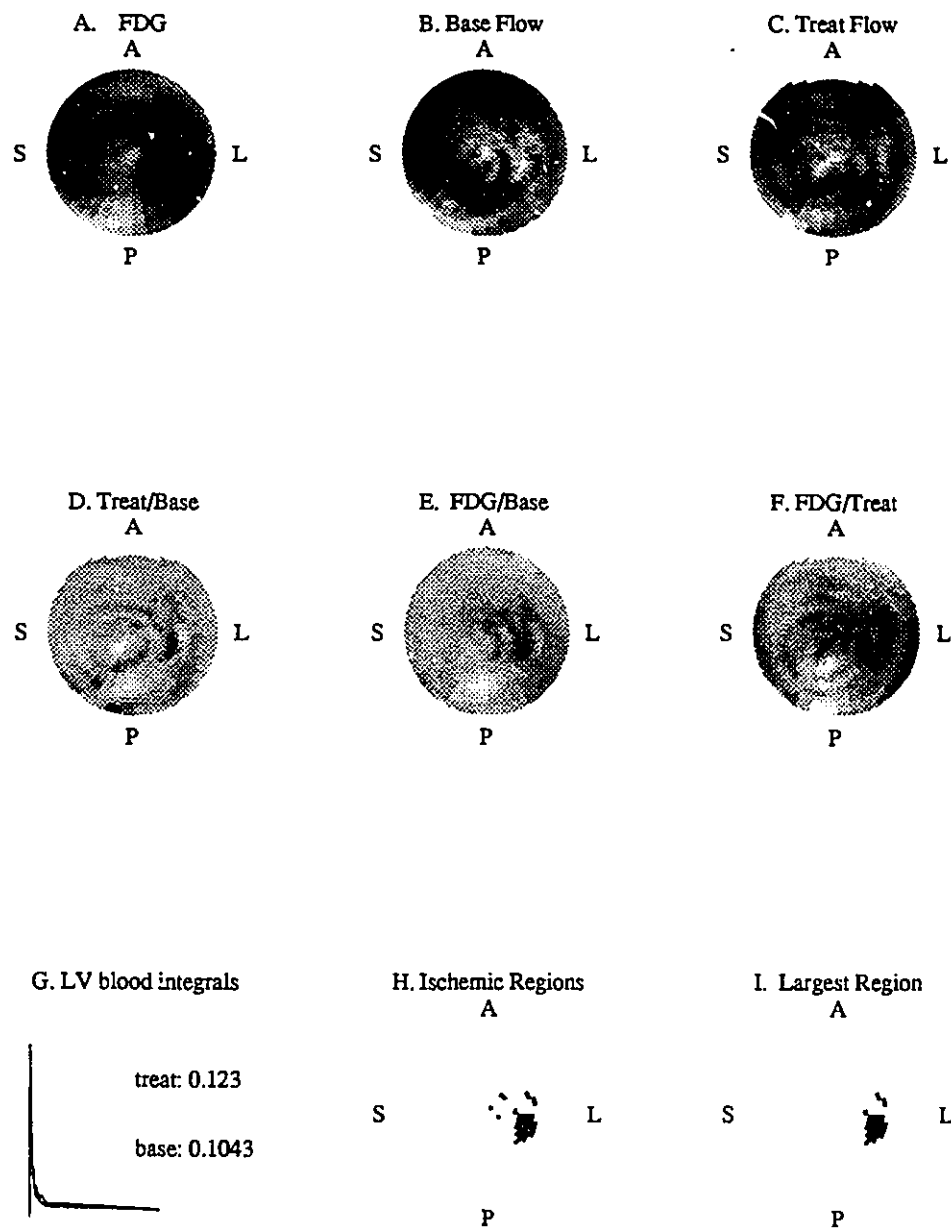 A. FDG
A
S
L
P
B. Base Flow
A
S
L
P
C. Treat Flow
A
S
L
P
D. Treat/Base
A
S
L
P
E. FDG/Base
A
S
L
P
F. FDG/Treat
A
S
L
P
G. LV blood integrals
treat: 0.123
base: 0.1043
H. Ischemic Regions
A
S
L
P
I. Largest Region
A
S
L
P